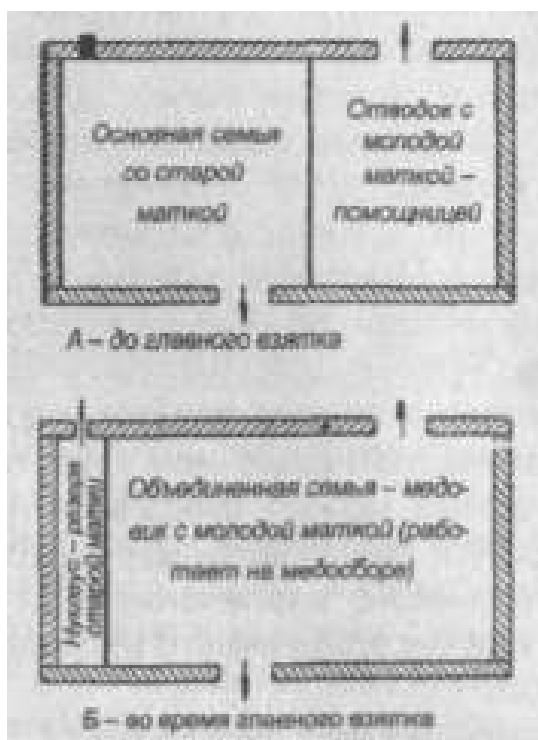 Основная семья
со старой
маткой
Отводок с
молодой
маткой –
помощницей
А – до главного взятка
Нуклеус – резерв
старой матки
Объединенная семья – медо-
вик с молодой маткой (рабо-
тает на медосборе)
Б – во время главного взятка